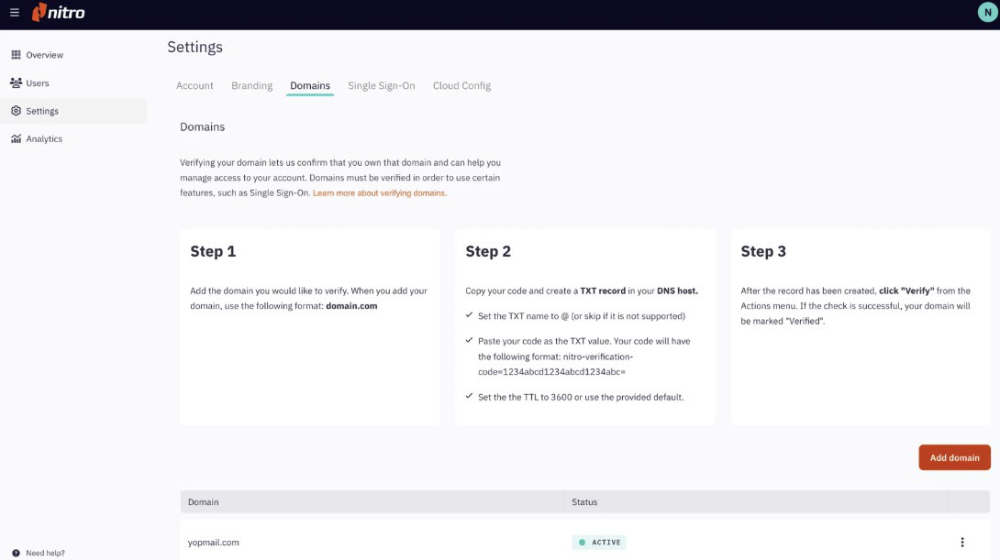 nitro
N
Overview
Users
Settings
Analytics
Need help?
Settings
Account Branding Domains Single Sign-On Cloud Config
Domains
Verifying your domain lets us confirm that you own that domain and can help you
manage access to your account. Domains must be verified in order to use certain
features, such as Single Sign-On. Learn more about verifying domains.
Step 1
Add the domain you would like to verify. When you add your
domain, use the following format: domain.com
Step 2
Copy your code and create a TXT record in your DNS host.
Set the TXT name to @ (or skip if it is not supported)
Paste your code as the TXT value. Your code will have
the following format: nitro-verification-
code=1234abcd1234abcd1234abc=
Set the the TTL to 3600 or use the provided default.
Step 3
After the record has been created, click "Verify" from the
Actions menu. If the check is successful, your domain will
be marked "Verified".
Add domain
Domain Status
yopmail.com ACTIVE